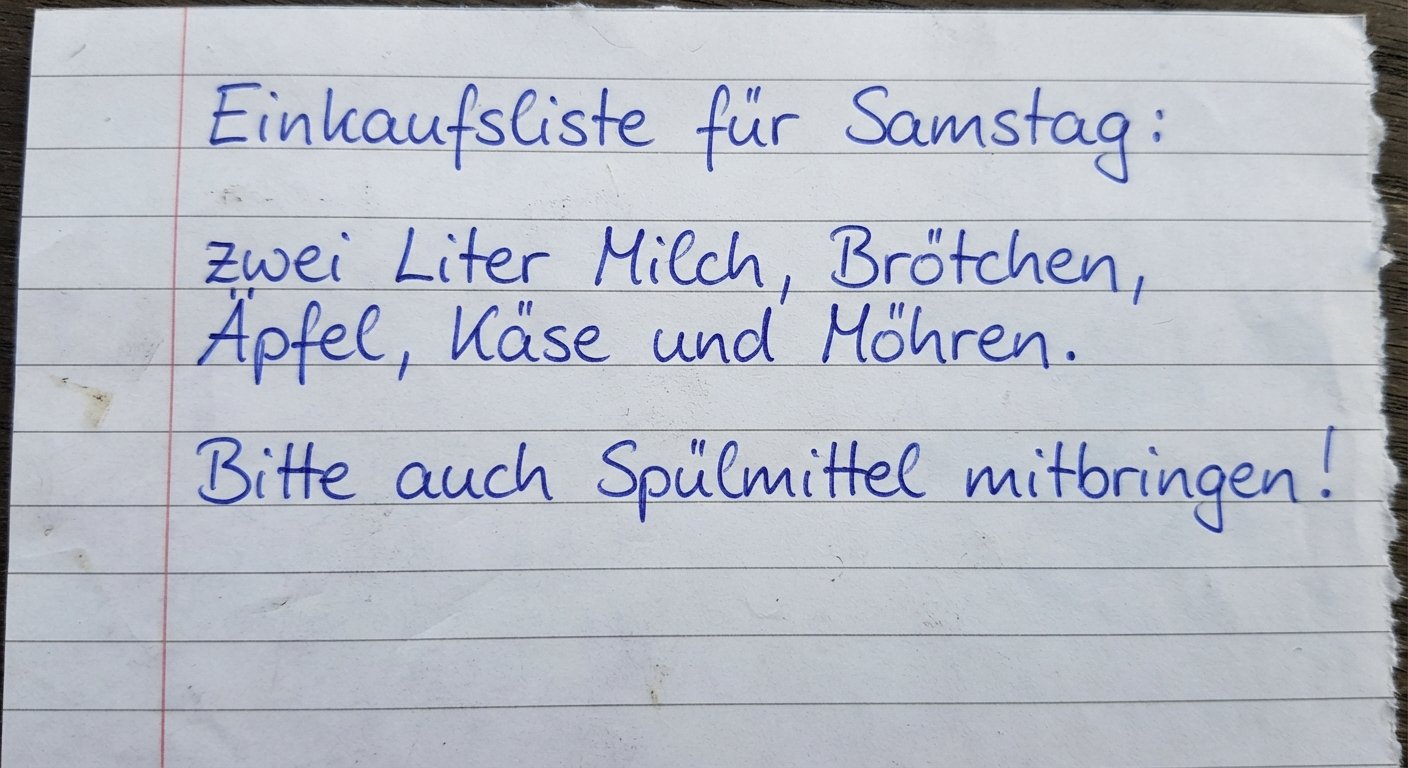 Einkaufsliste für Samstag:
zwei Liter Milch, Brötchen,
Äpfel, Käse und Möhren.
Bitte auch Spülmittel mitbringen!